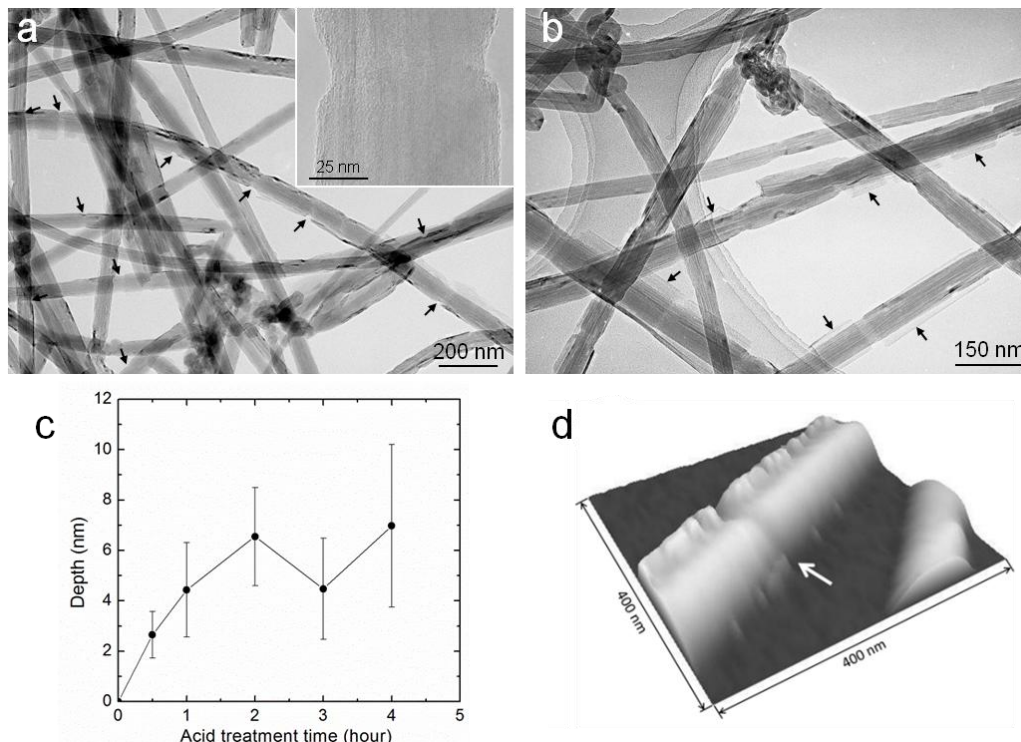 a
25 nm
200 nm
b
150 nm
c
12
10
8
6
4
2
0
Depth (nm)
0 1 2 3 4 5
Acid treatment time (hour)
d
400 nm
400 nm